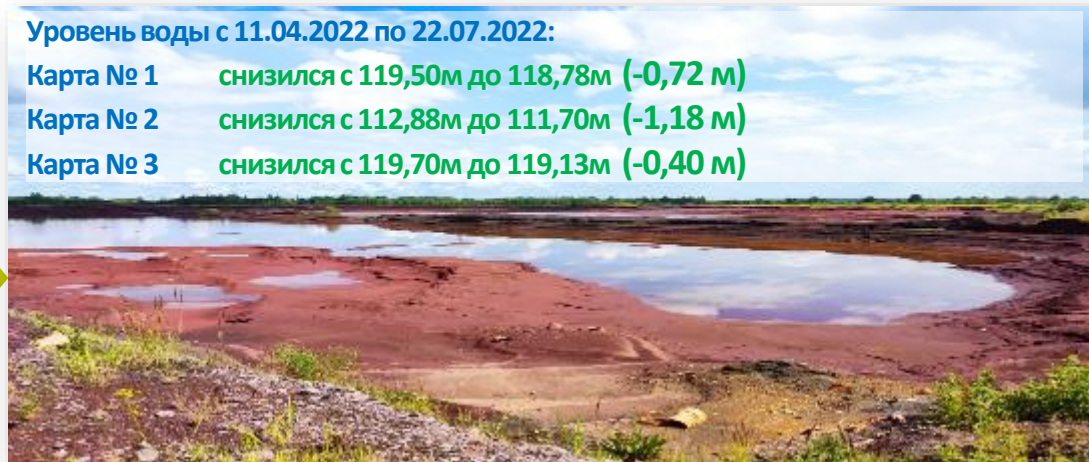 Уровень воды с 11.04.2022 по 22.07.2022:
Карта № 1 снизился с 119,50м до 118,78м (-0,72 м)
Карта № 2 снизился с 112,88м до 111,70м (-1,18 м)
Карта № 3 снизился с 119,70м до 119,13м (-0,40 м)